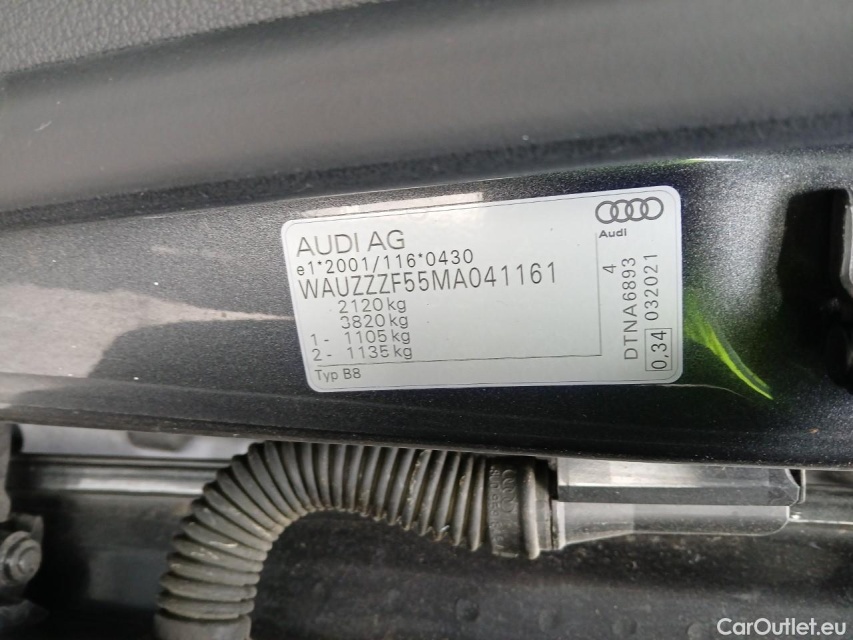 AUDI AG
e1*2001/116*0430
WAUZZZF55MA041161
2120 kg
3820 kg
1 - 1105 kg
2 - 1135 kg
Typ B8
Audi
4
DTNA6893
0,34 032021
CarOutlet.eu